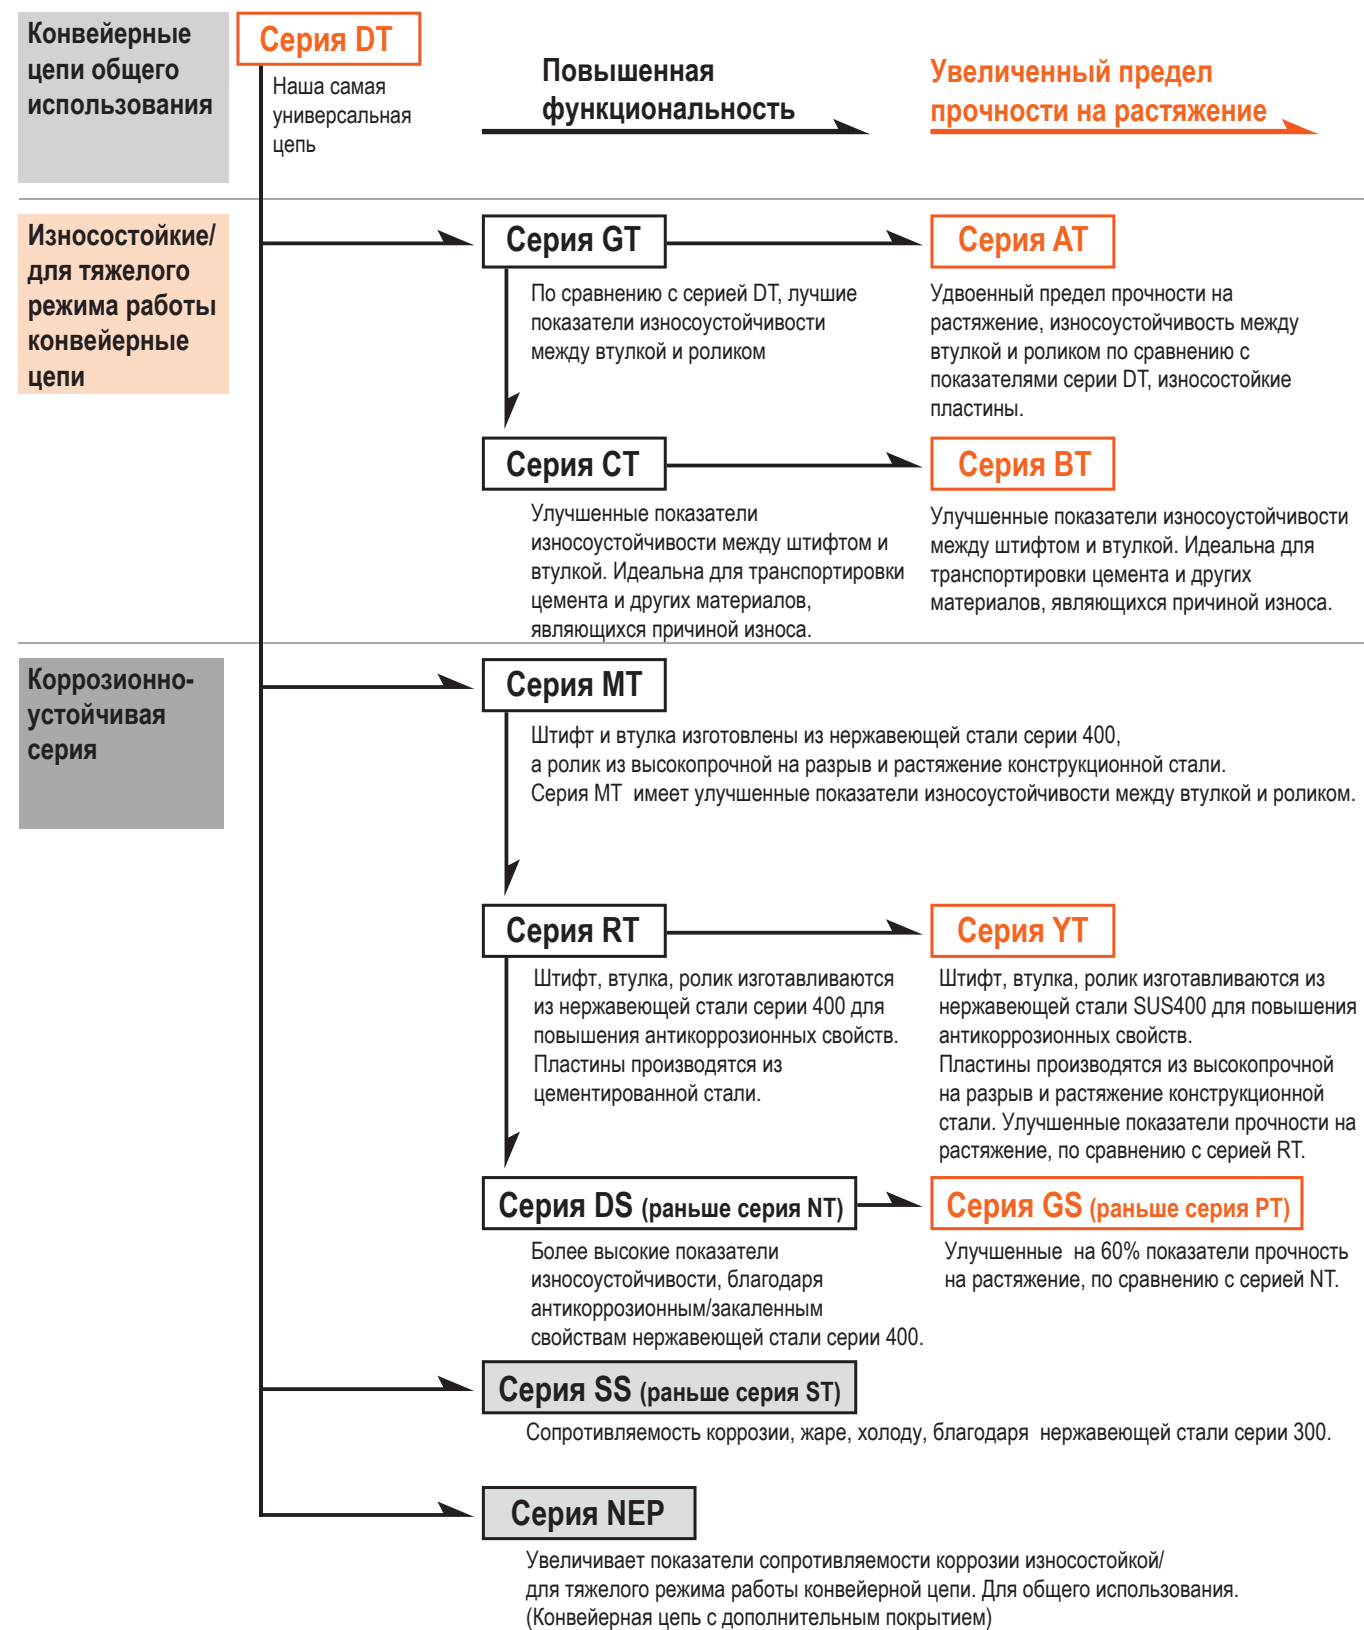 Конвейерные
цепи общего
использования
Серия DT
Наша самая
универсальная
цепь
Повышенная
функциональность
Увеличенный предел
прочности на растяжение
Износостойкие/
для тяжелого
режима работы
конвейерные
цепи
Серия GT
По сравнению с серией DT, лучшие
показатели износоустойчивости
между втулкой и роликом
Серия AT
Удвоенный предел прочности на
растяжение, износоустойчивость между
втулкой и роликом по сравнению с
показателями серии DT, износостойкие
пластины.
Серия CT
Улучшенные показатели
износоустойчивости между штифтом и
втулкой. Идеальна для транспортировки
цемента и других материалов,
являющихся причиной износа.
Серия BT
Улучшенные показатели износоустойчивости
между штифтом и втулкой. Идеальна для
транспортировки цемента и других
материалов, являющихся причиной износа.
Коррозионно-
устойчивая
серия
Серия MT
Штифт и втулка изготовлены из нержавеющей стали серии 400,
а ролик из высокопрочной на разрыв и растяжение конструкционной стали.
Серия MT имеет улучшенные показатели износоустойчивости между втулкой и роликом.
Серия RT
Штифт, втулка, ролик изготавливаются
из нержавеющей стали серии 400 для
повышения антикоррозионных свойств.
Пластины производятся из
цементированной стали.
Серия YT
Штифт, втулка, ролик изготавливаются из
нержавеющей стали SUS400 для повышения
антикоррозионных свойств.
Пластины производятся из высокопрочной
на разрыв и растяжение конструкционной
стали. Улучшенные показатели прочности на
растяжение, по сравнению с серией RT.
Серия DS (раньше серия NT)
Более высокие показатели
износоустойчивости, благодаря
антикоррозионным/закаленным
свойствам нержавеющей стали серии 400.
Серия GS (раньше серия PT)
Улучшенные на 60% показатели прочность
на растяжение, по сравнению с серией NT.
Серия SS (раньше серия ST)
Сопротивляемость коррозии, жаре, холоду, благодаря нержавеющей стали серии 300.
Серия NEP
Увеличивает показатели сопротивляемости коррозии износостойкой/
для тяжелого режима работы конвейерной цепи. Для общего использования.
(Конвейерная цепь с дополнительным покрытием)